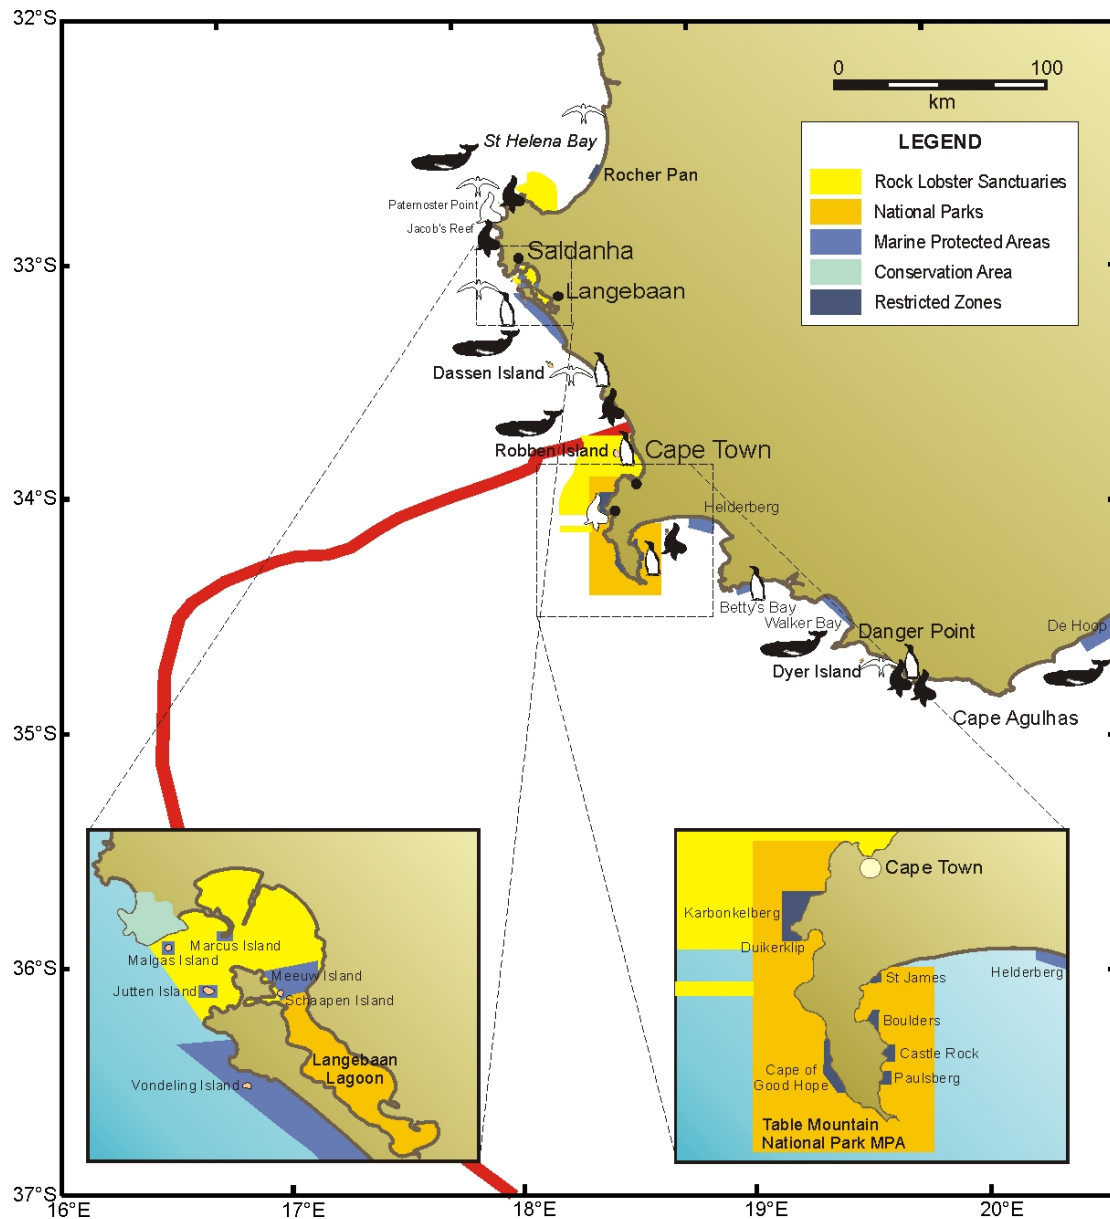 32°S
0 100
km
LEGEND
Rock Lobster Sanctuaries
National Parks
Marine Protected Areas
Conservation Area
Restricted Zones
St Helena Bay
Rocher Pan
Paternoster Point
Jacob's Reef
33°S
Saldanha
Langebaan
Dassen Island
Robben Island
Cape Town
34°S
Helderberg
Betty's Bay
Walker Bay
Danger Point
De Hoop
Dyer Island
Cape Agulhas
35°S
Marcus Island
Malgas Island
Meeuw Island
Jutten Island
Schaapen Island
Langebaan
Lagoon
Vondeling Island
36°S
Cape Town
Karbonkelberg
Duikerklip
Helderberg
St James
Boulders
Castle Rock
Cape of
Good Hope
Paulsberg
Table Mountain
National Park MPA
37°S
16°E 17°E 18°E 19°E 20°E